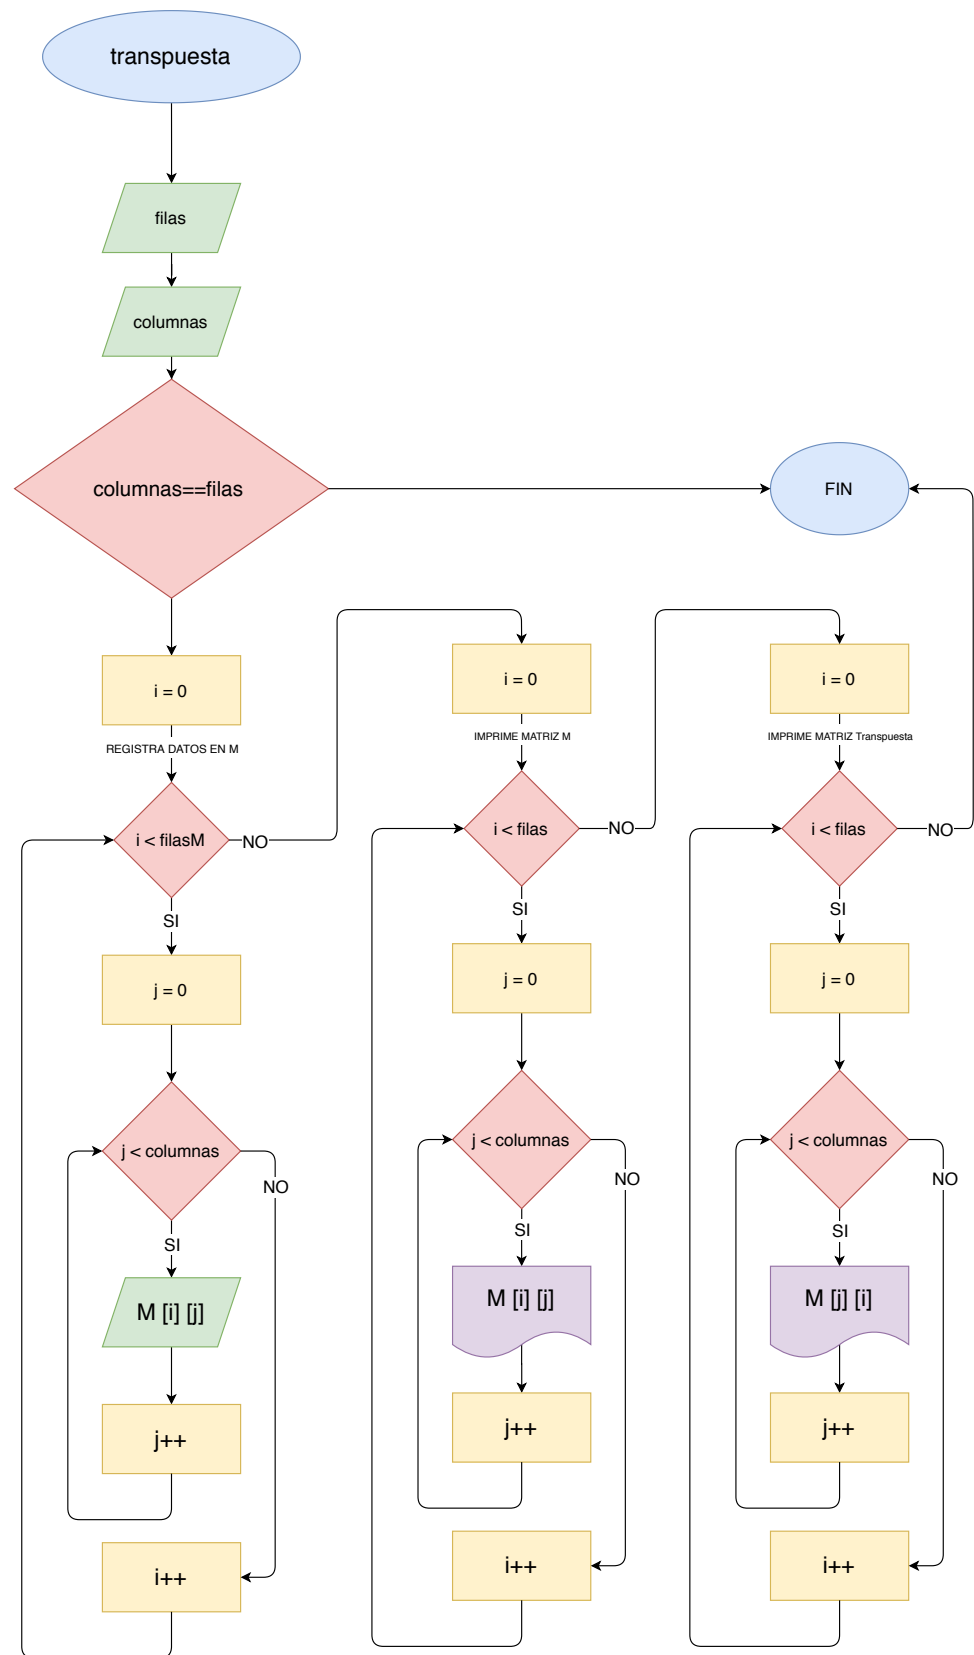 transpuesta
filas
columnas
columnas==filas
FIN
i = 0
REGISTRA DATOS EN M
i < filasM
NO
SI
j = 0
j < columnas
NO
SI
M [i] [j]
j++
i++
i = 0
IMPRIME MATRIZ M
i < filas
NO
SI
j = 0
j < columnas
NO
SI
M [i] [j]
j++
i++
i = 0
IMPRIME MATRIZ Transpuesta
i < filas
NO
SI
j = 0
j < columnas
NO
SI
M [j] [i]
j++
i++